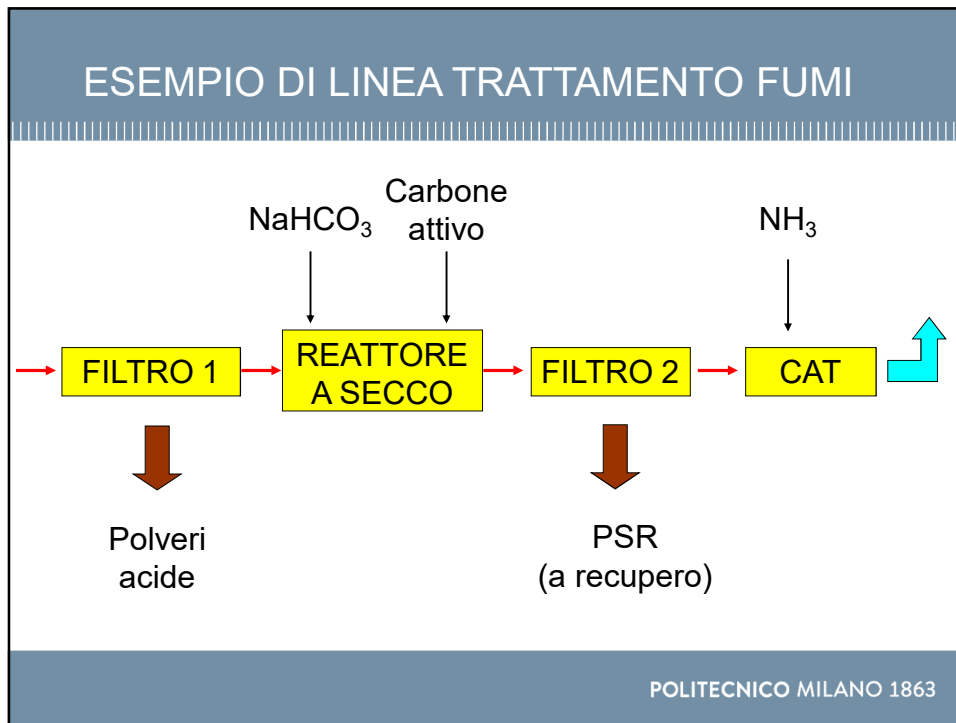 ESEMPIO DI LINEA TRATTAMENTO FUMI
NaHCO₃
Carbone
attivo
NH₃
FILTRO 1
REATTORE
A SECCO
FILTRO 2
CAT
Polveri
acide
PSR
(a recupero)
POLITECNICO MILANO 1863